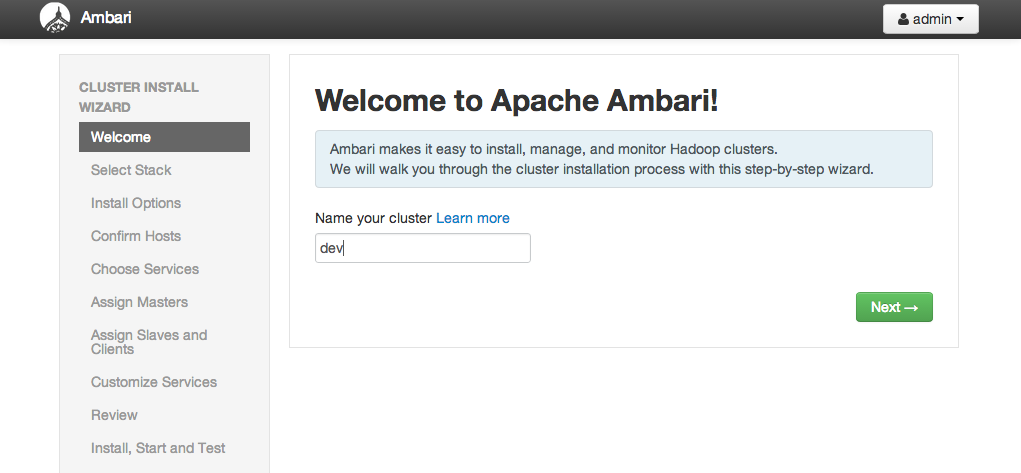 Ambari
admin
CLUSTER INSTALL
WIZARD
Welcome
Select Stack
Install Options
Confirm Hosts
Choose Services
Assign Masters
Assign Slaves and
Clients
Customize Services
Review
Install, Start and Test
Welcome to Apache Ambari!
Ambari makes it easy to install, manage, and monitor Hadoop clusters.
We will walk you through the cluster installation process with this step-by-step wizard.
Name your cluster Learn more
dev
Next →